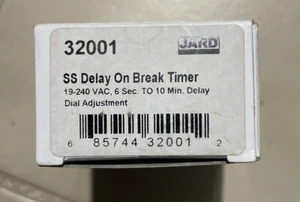 32001 JARD
SS Delay On Break Timer
19-240 VAC, 6 Sec. TO 10 Min. Delay
Dial Adjustment
6 85744 32001 2